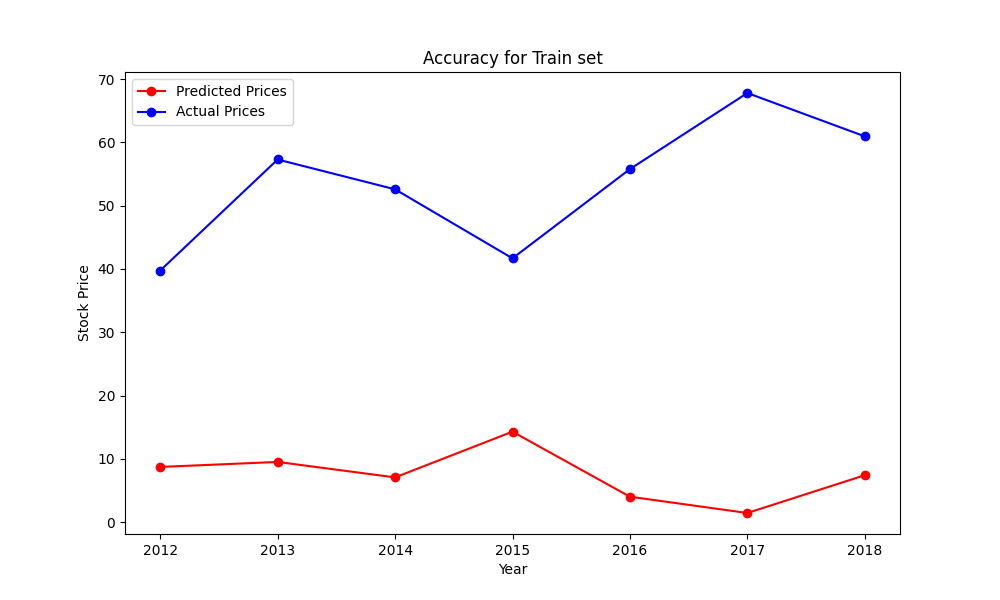 Accuracy for Train set
Predicted Prices
Actual Prices
70
60
50
40
30
20
10
0
Stock Price
2012 2013 2014 2015 2016 2017 2018
Year